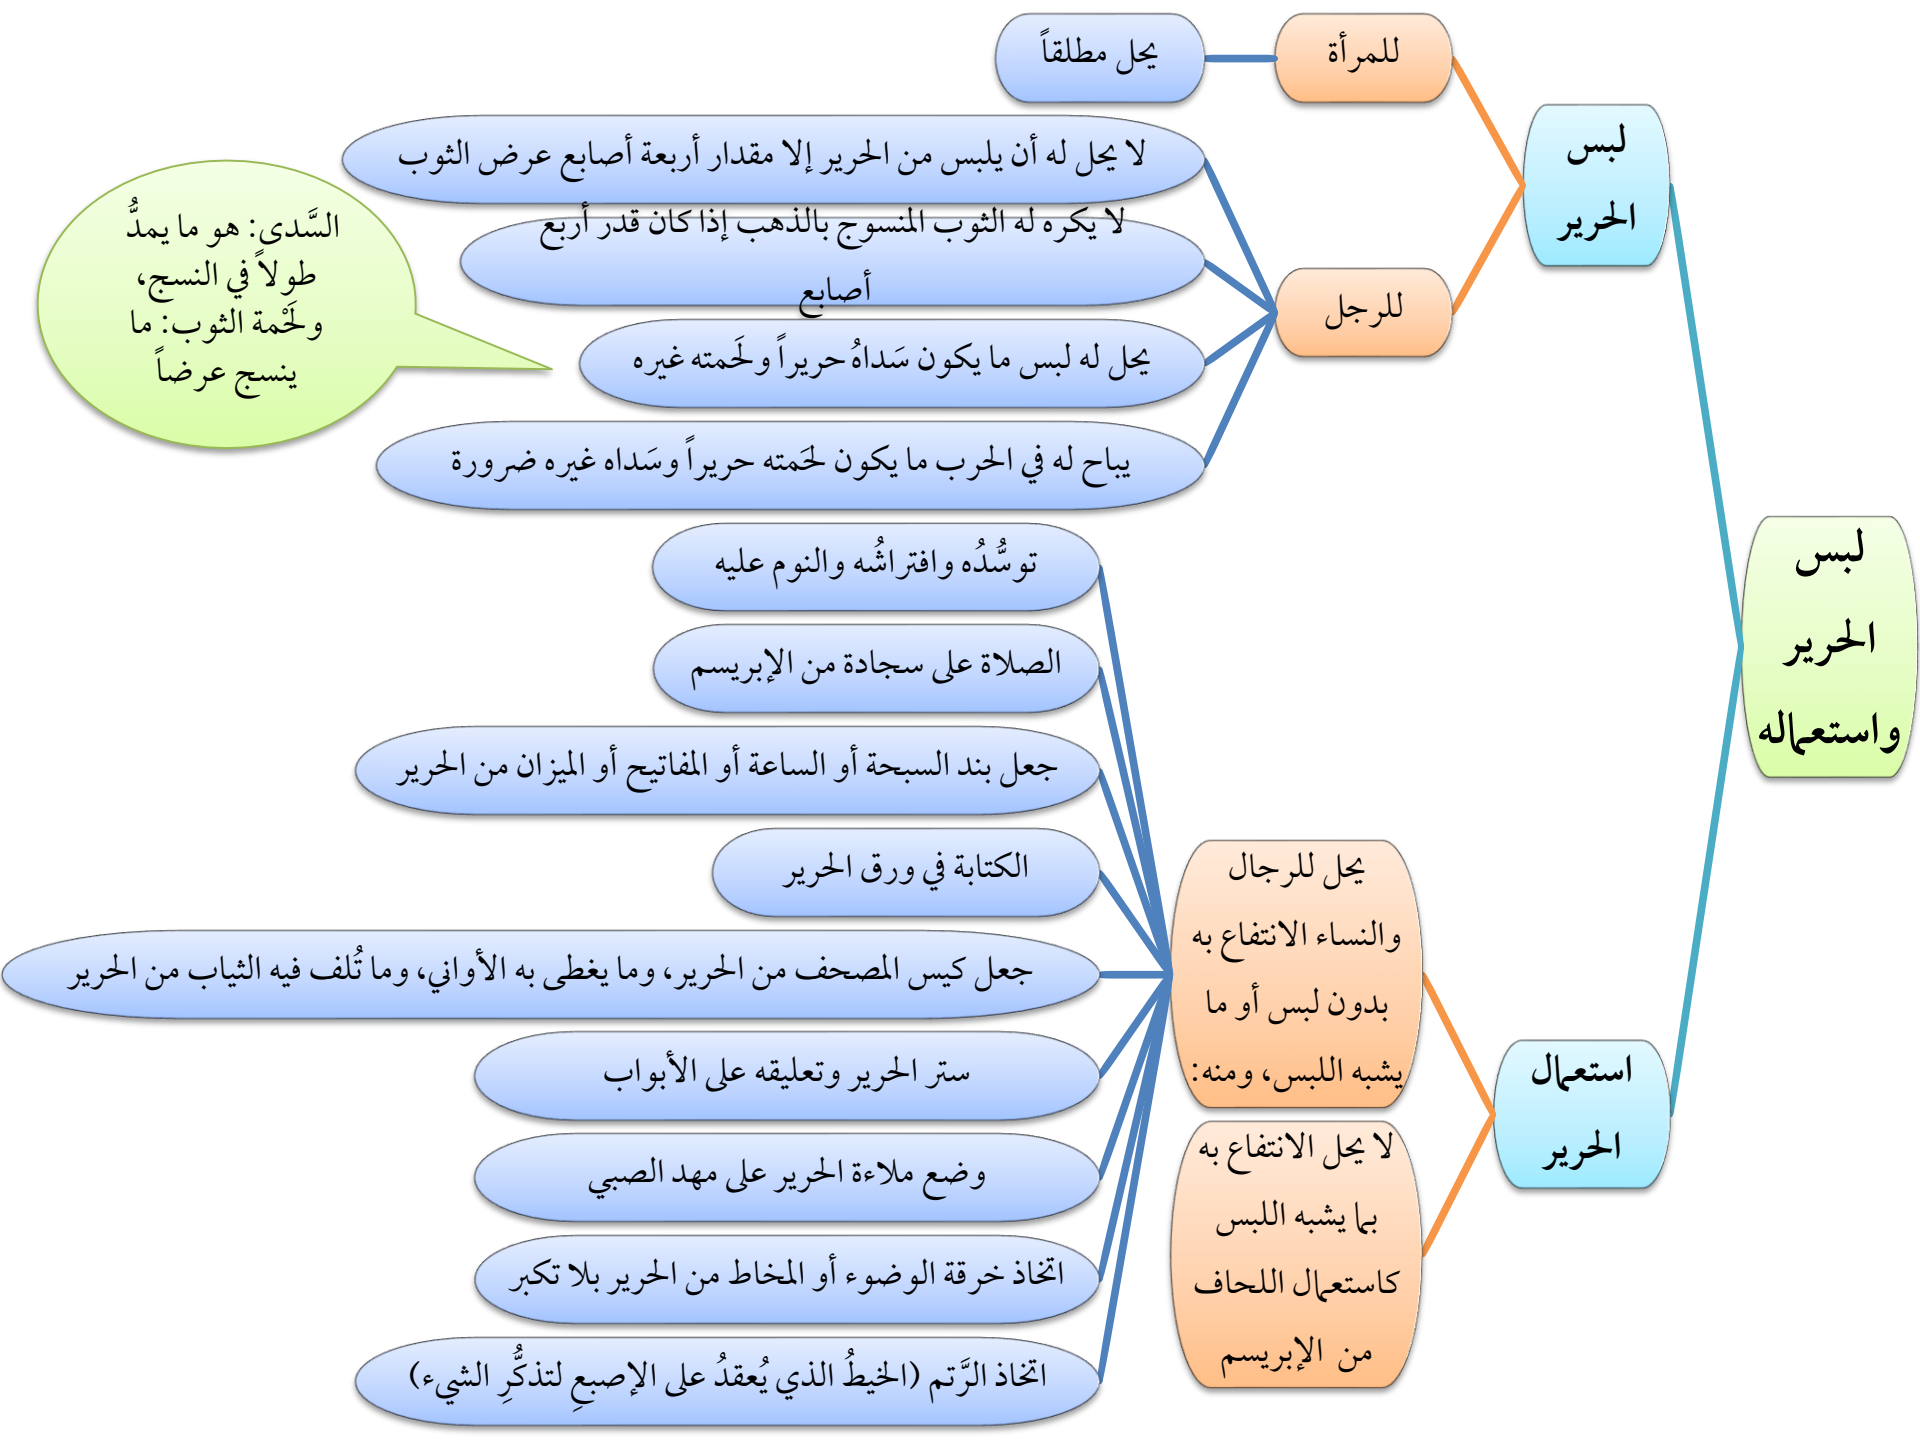 لبس
الحرير
واستعماله
لبس
الحرير
للمرأة
يحل مطلقاً
للرجل
لا يحل له أن يلبس من الحرير إلا مقدار أربعة أصابع عرض الثوب
لا يكره له الثوب المنسوج بالذهب إذا كان قدر أربع
أصابع
يحل له لبس ما يكون سَداهُ حريراً ولَحمته غيره
السَّدى: هو ما يمدُّ
طولاً في النسج،
ولَحْمة الثوب: ما
ينسج عرضاً
يباح له في الحرب ما يكون لَحمته حريراً وسَداه غيره ضرورة
استعمال
الحرير
يحل للرجال
والنساء الانتفاع به
بدون لبس أو ما
يشبه اللبس، ومنه:
توسُّدُه وافتراشُه والنوم عليه
الصلاة على سجادة من الإبريسم
جعل بند السبحة أو الساعة أو المفاتيح أو الميزان من الحرير
الكتابة في ورق الحرير
جعل كيس المصحف من الحرير، وما يغطى به الأواني، وما تُلف فيه الثياب من الحرير
ستر الحرير وتعليقه على الأبواب
وضع ملاءة الحرير على مهد الصبي
اتخاذ خرقة الوضوء أو المخاط من الحرير بلا تكبر
اتخاذ الرَّتم (الخيطُ الذي يُعقدُ على الإصبعِ لتذكُّرِ الشيء)
لا يحل الانتفاع به
بما يشبه اللبس
كاستعمال اللحاف
من الإبريسم